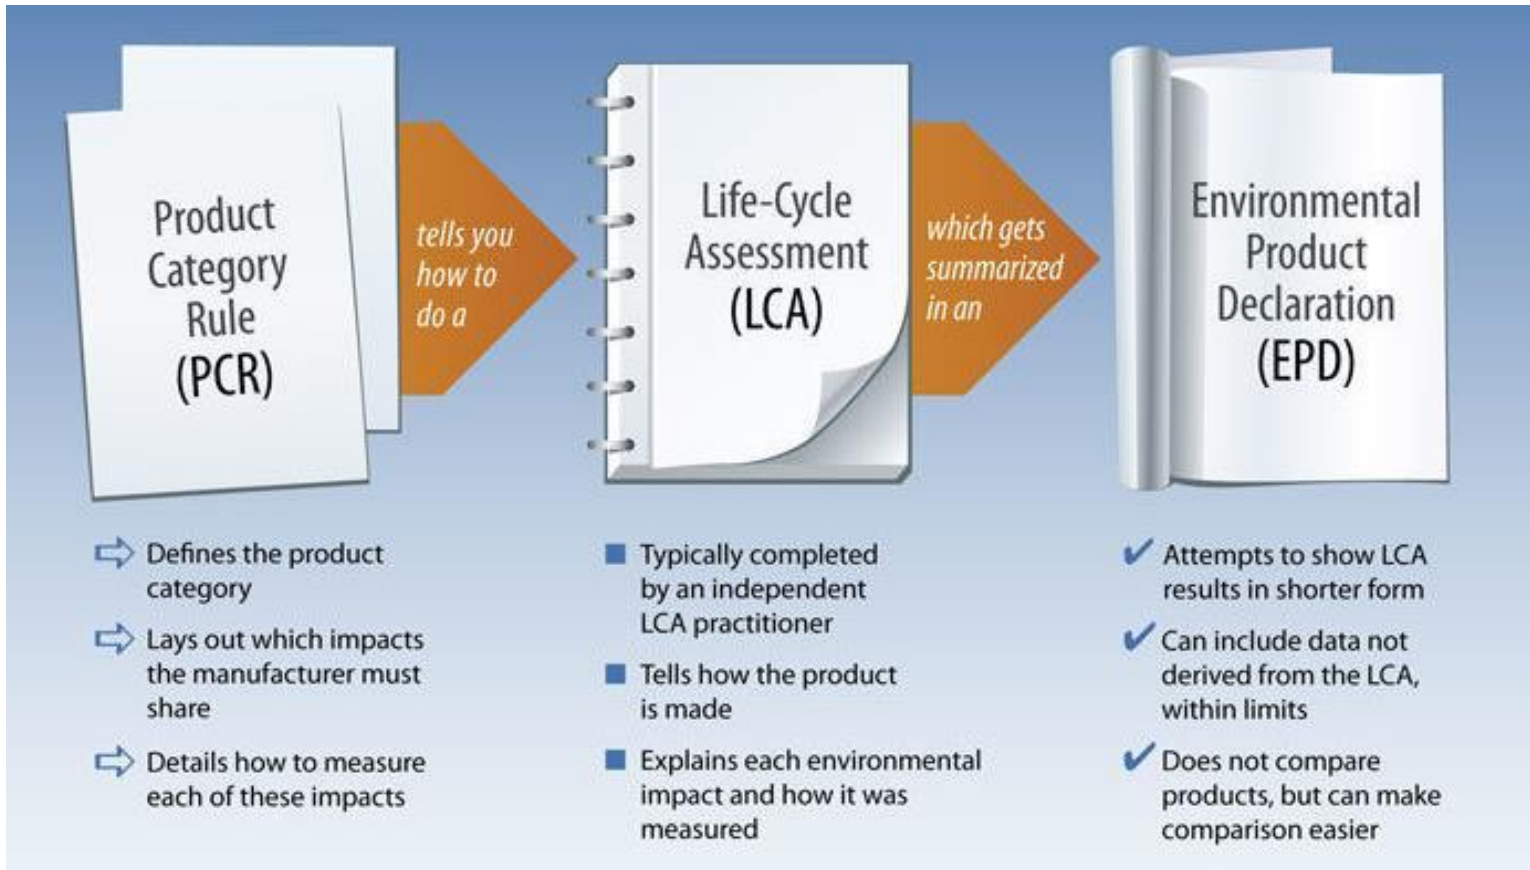 Product
Category
Rule
(PCR)
tells you
how to
do a
Life-Cycle
Assessment
(LCA)
which gets
summarized
in an
Environmental
Product
Declaration
(EPD)
Defines the product
category
Lays out which impacts
the manufacturer must
share
Details how to measure
each of these impacts
Typically completed
by an independent
LCA practitioner
Tells how the product
is made
Explains each environmental
impact and how it was
measured
Attempts to show LCA
results in shorter form
Can include data not
derived from the LCA,
within limits
Does not compare
products, but can make
comparison easier